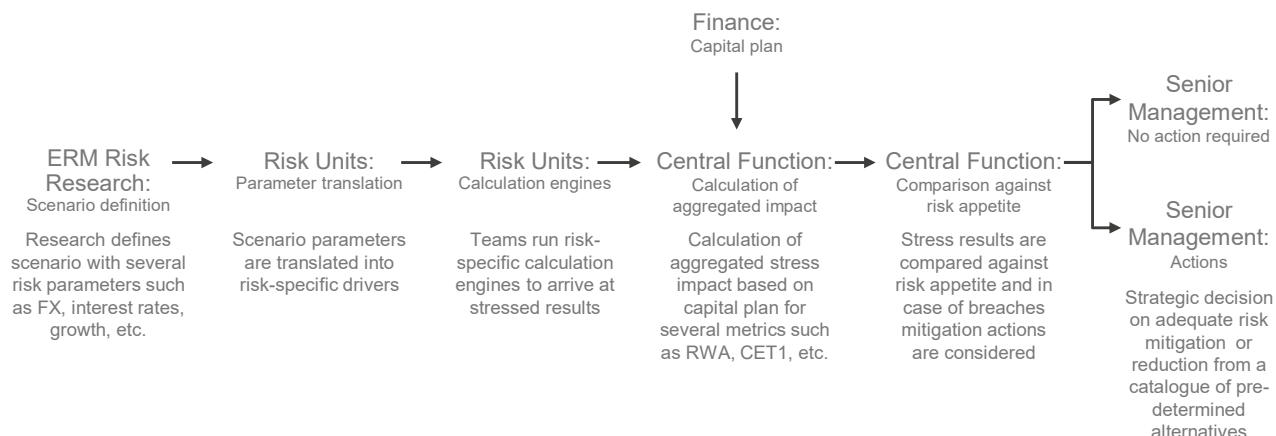 Finance:
Capital plan
ERM Risk
Research:
Scenario definition
Research defines
scenario with several
risk parameters such
as FX, interest rates,
growth, etc.
Risk Units:
Parameter translation
Scenario parameters
are translated into
risk-specific drivers
Risk Units:
Calculation engines
Teams run risk-
specific calculation
engines to arrive at
stressed results
Central Function:
Calculation of
aggregated impact
Calculation of
aggregated stress
impact based on
capital plan for
several metrics such
as RWA, CET1, etc.
Central Function:
Comparison against
risk appetite
Stress results are
compared against
risk appetite and in
case of breaches
mitigation actions
are considered
Senior
Management:
No action required
Senior
Management:
Actions
Strategic decision
on adequate risk
mitigation or
reduction from a
catalogue of pre-
determined
alternatives